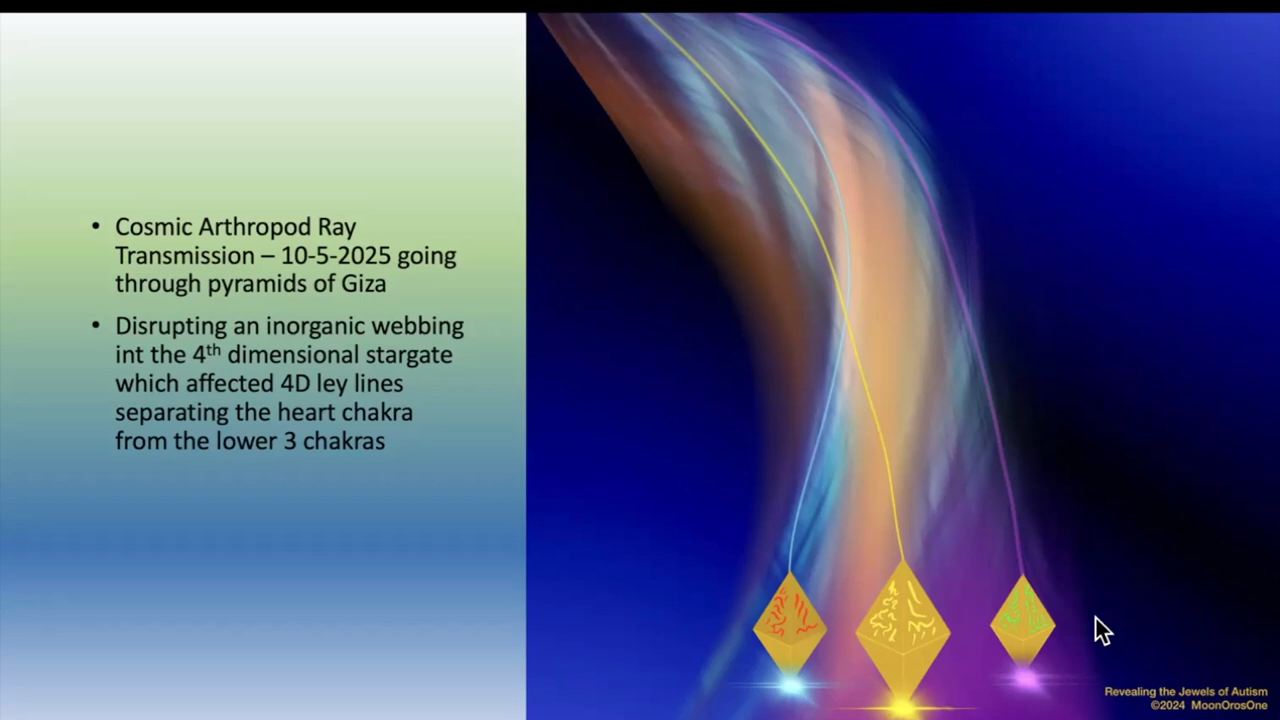 • Cosmic Arthropod Ray
Transmission – 10-5-2025 going
through pyramids of Giza
• Disrupting an inorganic webbing
int the 4th dimensional stargate
which affected 4D ley lines
separating the heart chakra
from the lower 3 chakras
Revealing the Jewels of Autism
©2024 MoonOrosOne